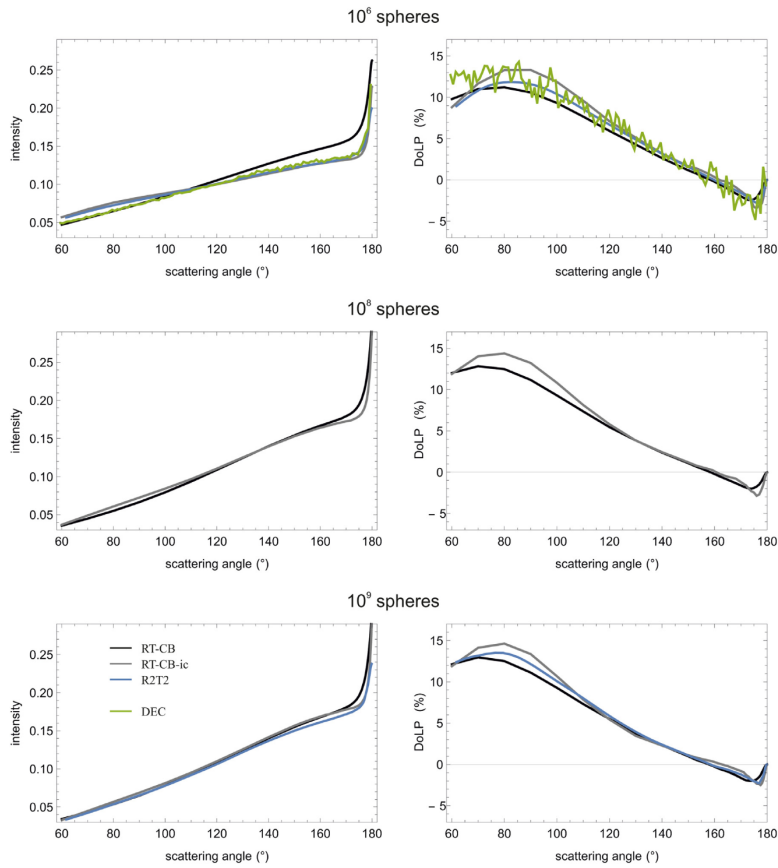 10⁶ spheres
0.25
0.20
0.15
0.10
0.05
intensity
60 80 100 120 140 160 180
scattering angle (°)
15
10
5
0
− 5
DoLP (%)
60 80 100 120 140 160 180
scattering angle (°)
10⁸ spheres
0.25
0.20
0.15
0.10
0.05
intensity
60 80 100 120 140 160 180
scattering angle (°)
15
10
5
0
− 5
DoLP (%)
60 80 100 120 140 160 180
scattering angle (°)
10⁹ spheres
0.25
0.20
0.15
0.10
0.05
intensity
RT-CB
RT-CB-ic
R2T2
DEC
60 80 100 120 140 160 180
scattering angle (°)
15
10
5
0
− 5
DoLP (%)
60 80 100 120 140 160 180
scattering angle (°)